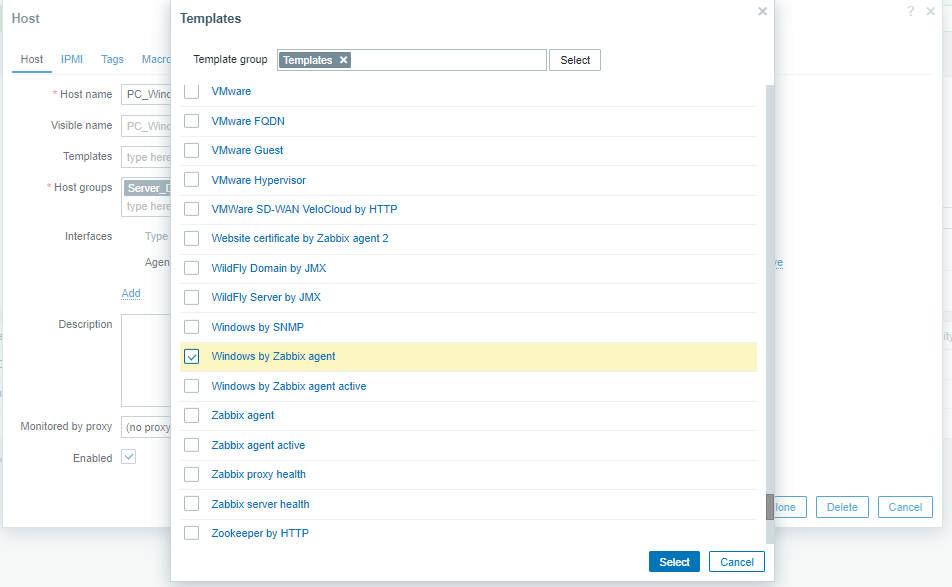 Host
? ×
Host IPMI Tags Macro
* Host name PC_Wind
Visible name PC_Wind
Templates type here
* Host groups Server_D
type here
Interfaces Type
Agen
Add
Description
Monitored by proxy (no proxy
Enabled
Delete Cancel
Templates ×
Template group Templates × Select
VMware
VMware FQDN
VMware Guest
VMware Hypervisor
VMWare SD-WAN VeloCloud by HTTP
Website certificate by Zabbix agent 2
WildFly Domain by JMX
WildFly Server by JMX
Windows by SNMP
Windows by Zabbix agent
Windows by Zabbix agent active
Zabbix agent
Zabbix agent active
Zabbix proxy health
Zabbix server health
Zookeeper by HTTP
Select Cancel